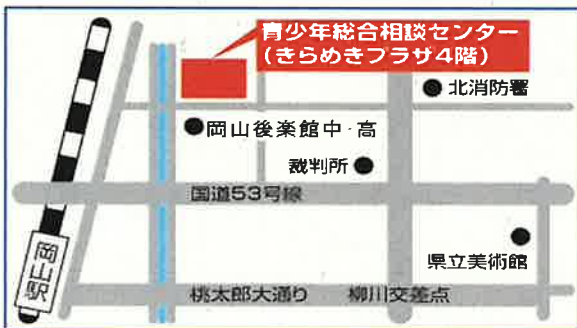 青少年総合相談センター
(きらめきプラザ4階)
北消防署
岡山後楽館中・高
裁判所
国道53号線
県立美術館
岡山駅
桃太郎大通り
柳川交差点